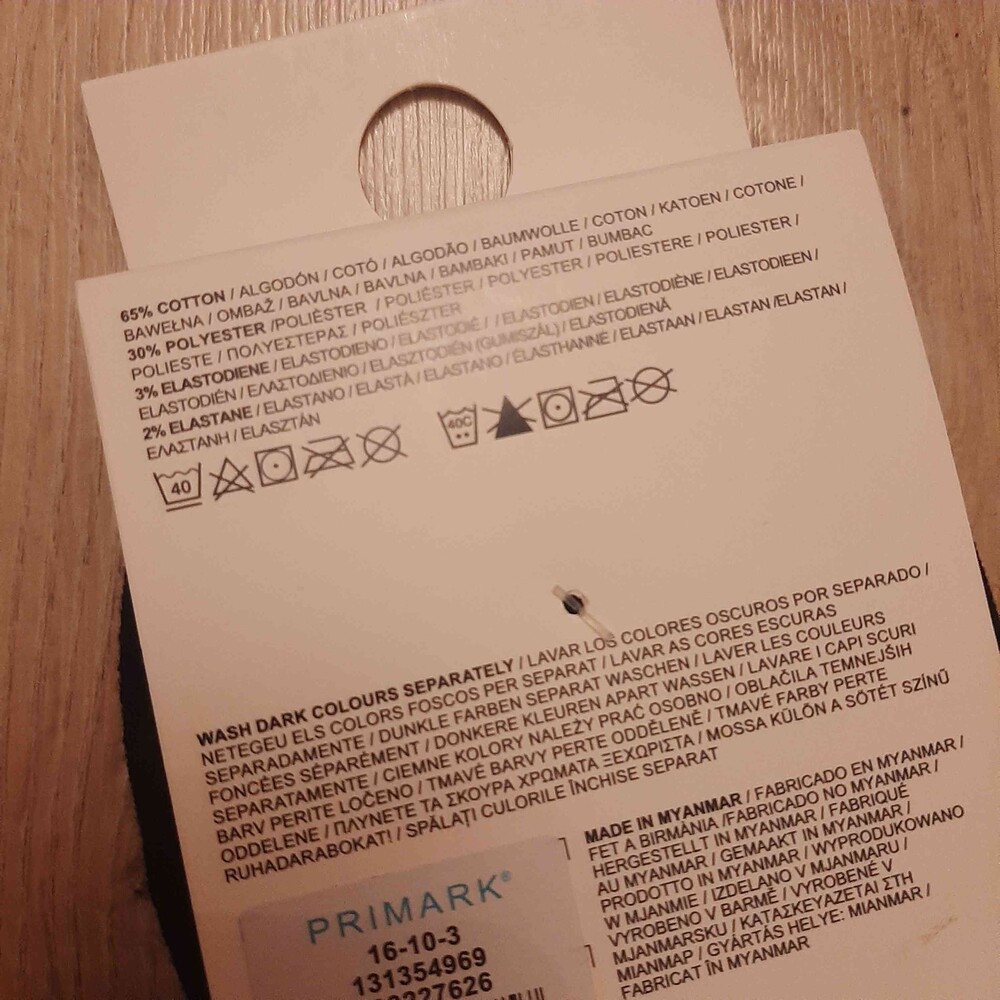 65% COTTON / ALGODÓN / COTÓ / ALGODÃO / BAUMWOLLE / COTON / KATOEN / COTONE /
BAWEŁNA / OMBAŽ / BAVLNA / BAVLNA / BAMBAKI / PAMUT / BUMBAC
30% POLYESTER /POLIÉSTER / POLIÈSTER / POLYESTER / POLIESTERE / POLIESTER /
POLIESTE / ΠΟΛΥΕΣΤΕΡΑΣ / POLIÉSZTER
3% ELASTODIENE / ELASTODIENO / ELASTODIÉ / / ELASTODIEN / ELASTODIÈNE / ELASTODIEEN /
ELASTODIÉN / ΕΛΑΣΤΟΔΙΕΝΙΟ / ELASZTODIÉN (GUMISZÁL) / ELASTODIENĂ
2% ELASTANE / ELASTANO / ELASTÀ / ELASTANO / ELASTHANNE / ELASTAAN / ELASTAN /ELASTAN /
ΕΛΑΣΤΑΝΗ / ELASZTÁN
40 40C
WASH DARK COLOURS SEPARATELY / LAVAR LOS COLORES OSCUROS POR SEPARADO /
NETEGEU ELS COLORS FOSCOS PER SEPARAT / LAVAR AS CORES ESCURAS
SEPARADAMENTE / DUNKLE FARBEN SEPARAT WASCHEN / LAVER LES COULEURS
FONCÉES SÉPARÉMENT / DONKERE KLEUREN APART WASSEN / LAVARE I CAPI SCURI
SEPARATAMENTE / CIEMNE KOLORY NALEŻY PRAĆ OSOBNO / OBLAČILA TEMNEJŠIH
BARV PERITE LOČENO / TMAVÉ BARVY PERTE ODDĚLENĚ / TMAVÉ FARBY PERTE
ODDELENE / ΠΛΥΝΕΤΕ ΤΑ ΣΚΟΥΡΑ ΧΡΩΜΑΤΑ ΞΕΧΩΡΙΣΤΑ / MOSSA KÜLÖN A SÖTÉT SZÍNŰ
RUHADARABOKAT! / SPĂLAȚI CULORILE ÎNCHISE SEPARAT
MADE IN MYANMAR / FABRICADO EN MYANMAR /
FET A BIRMÀNIA /FABRICADO NO MYANMAR /
HERGESTELLT IN MYANMAR / FABRIQUÉ
AU MYANMAR / GEMAAKT IN MYANMAR /
PRODOTTO IN MYANMAR / WYPRODUKOWANO
W MJANMIE / IZDELANO V MJANMARU /
VYROBENO V BARMĚ / VYROBENÉ V
MJANMARSKU / ΚΑΤΑΣΚΕΥΑΖΕΤΑΙ ΣΤΗ
ΜΙΑΝΜΑΡ / GYÁRTÁS HELYE: MIANMAR /
FABRICAT ÎN MYANMAR
PRIMARK®
16-10-3
131354969